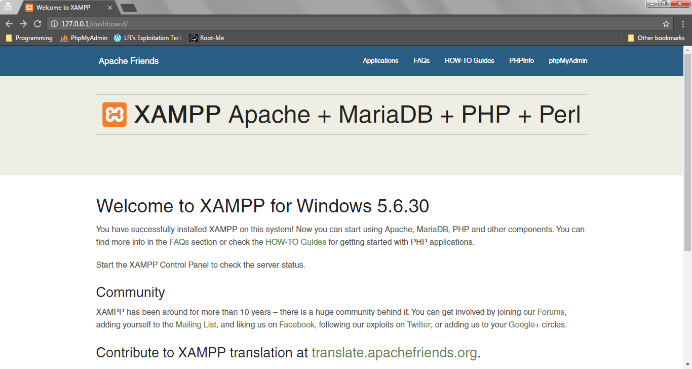 Welcome to XAMPP
127.0.0.1/dashboard/
Programming PhpMyAdmin LFI's Exploitation Tech Root-Me Other bookmarks
Apache Friends Applications FAQs HOW-TO Guides PHPInfo phpMyAdmin
XAMPP Apache + MariaDB + PHP + Perl
Welcome to XAMPP for Windows 5.6.30
You have successfully installed XAMPP on this system! Now you can start using Apache, MariaDB, PHP and other components. You can
find more info in the FAQs section or check the HOW-TO Guides for getting started with PHP applications.
Start the XAMPP Control Panel to check the server status.
Community
XAMPP has been around for more than 10 years – there is a huge community behind it. You can get involved by joining our Forums,
adding yourself to the Mailing List, and liking us on Facebook, following our exploits on Twitter, or adding us to your Google+ circles.
Contribute to XAMPP translation at translate.apachefriends.org.